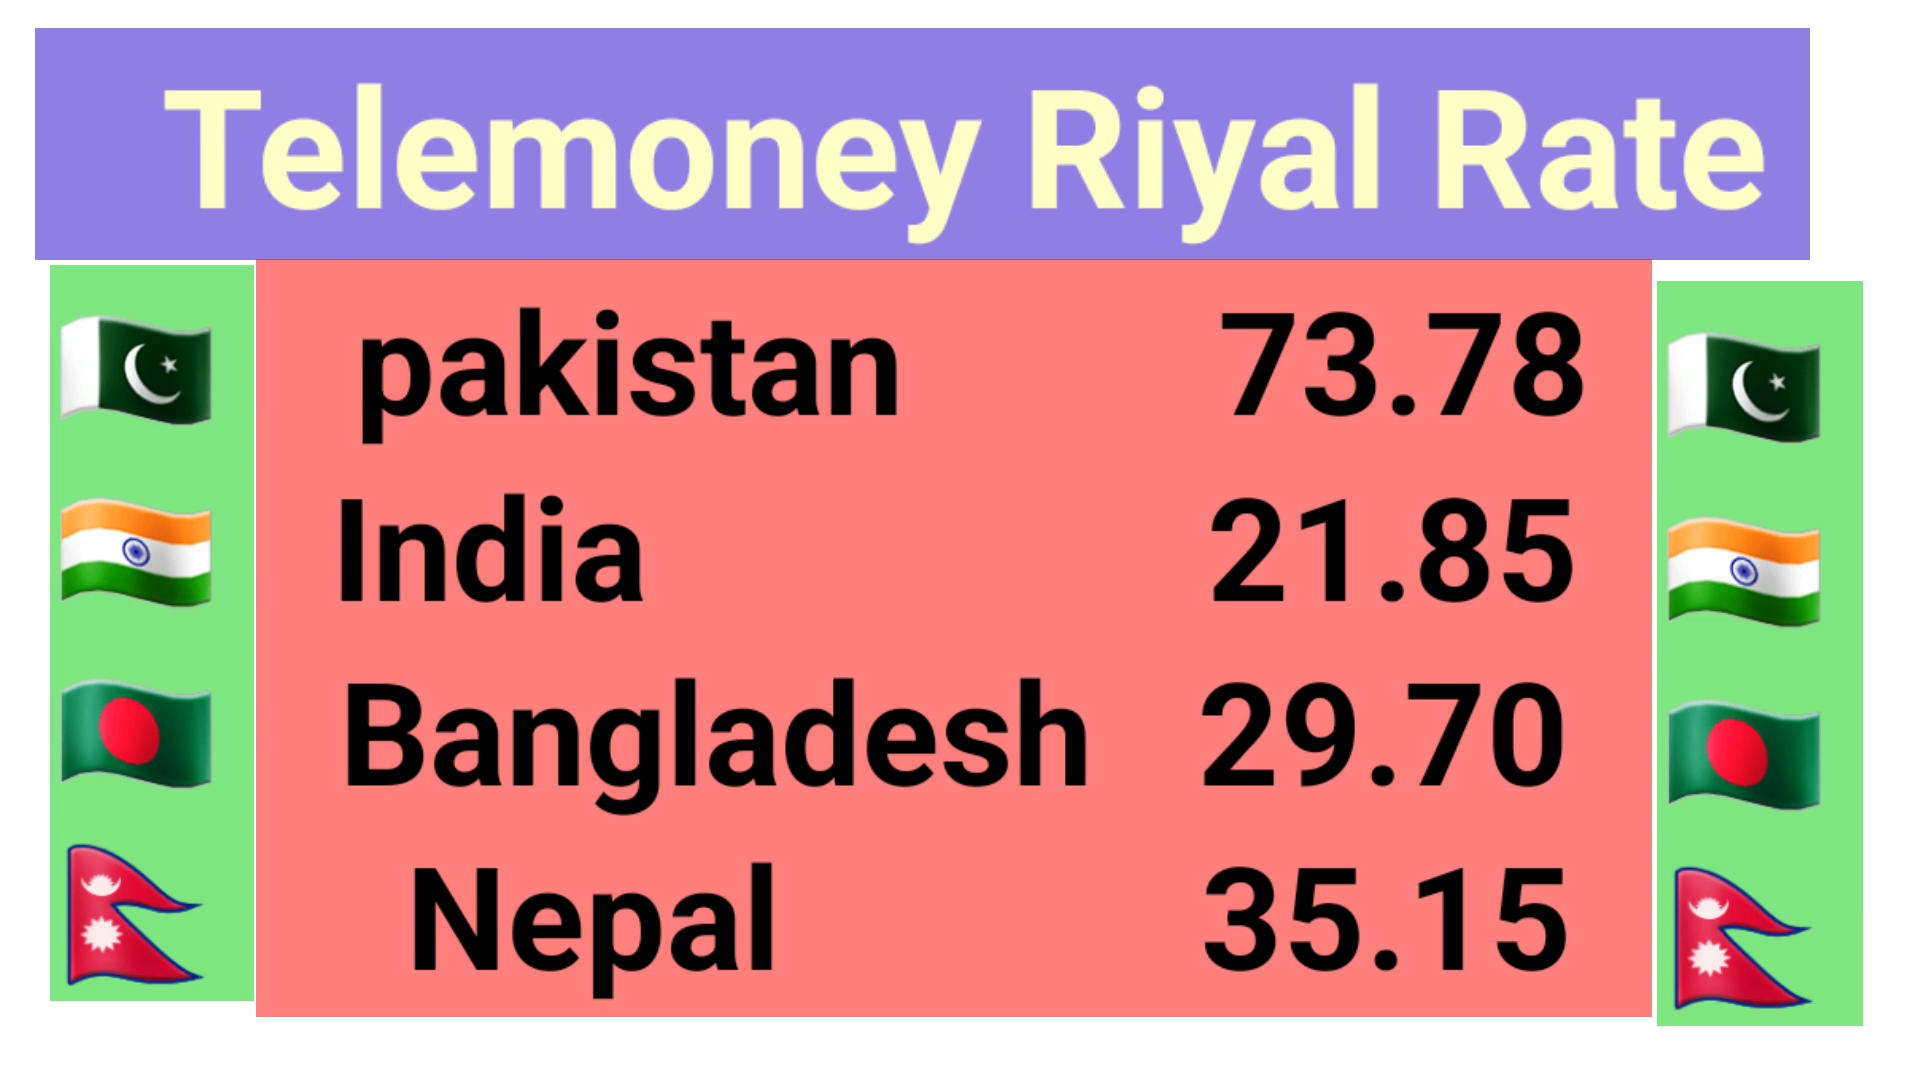 Telemoney Riyal Rate
pakistan 73.78
India 21.85
Bangladesh 29.70
Nepal 35.15